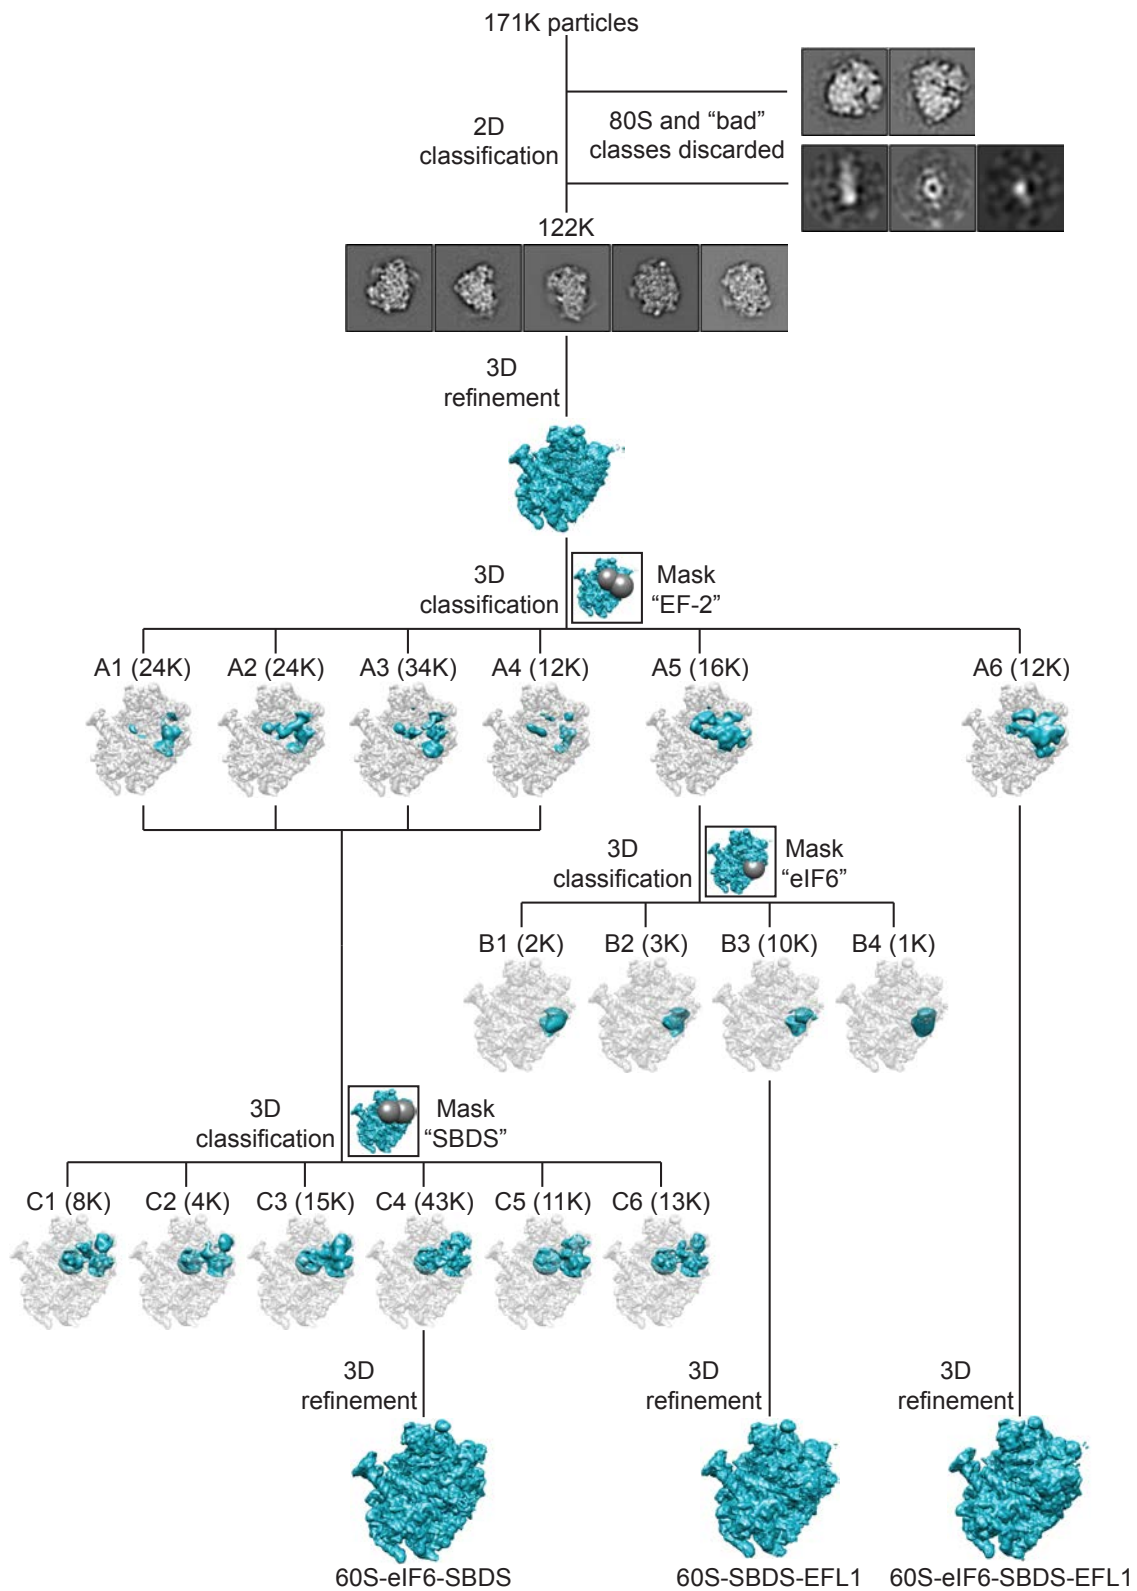 171K particles
2D
classification
80S and “bad”
classes discarded
122K
3D
refinement
3D
classification
Mask
“EF-2”
A1 (24K)
A2 (24K)
A3 (34K)
A4 (12K)
A5 (16K)
A6 (12K)
3D
classification
Mask
“eIF6”
B1 (2K)
B2 (3K)
B3 (10K)
B4 (1K)
3D
classification
Mask
“SBDS”
C1 (8K)
C2 (4K)
C3 (15K)
C4 (43K)
C5 (11K)
C6 (13K)
3D
refinement
3D
refinement
3D
refinement
60S-eIF6-SBDS
60S-SBDS-EFL1
60S-eIF6-SBDS-EFL1